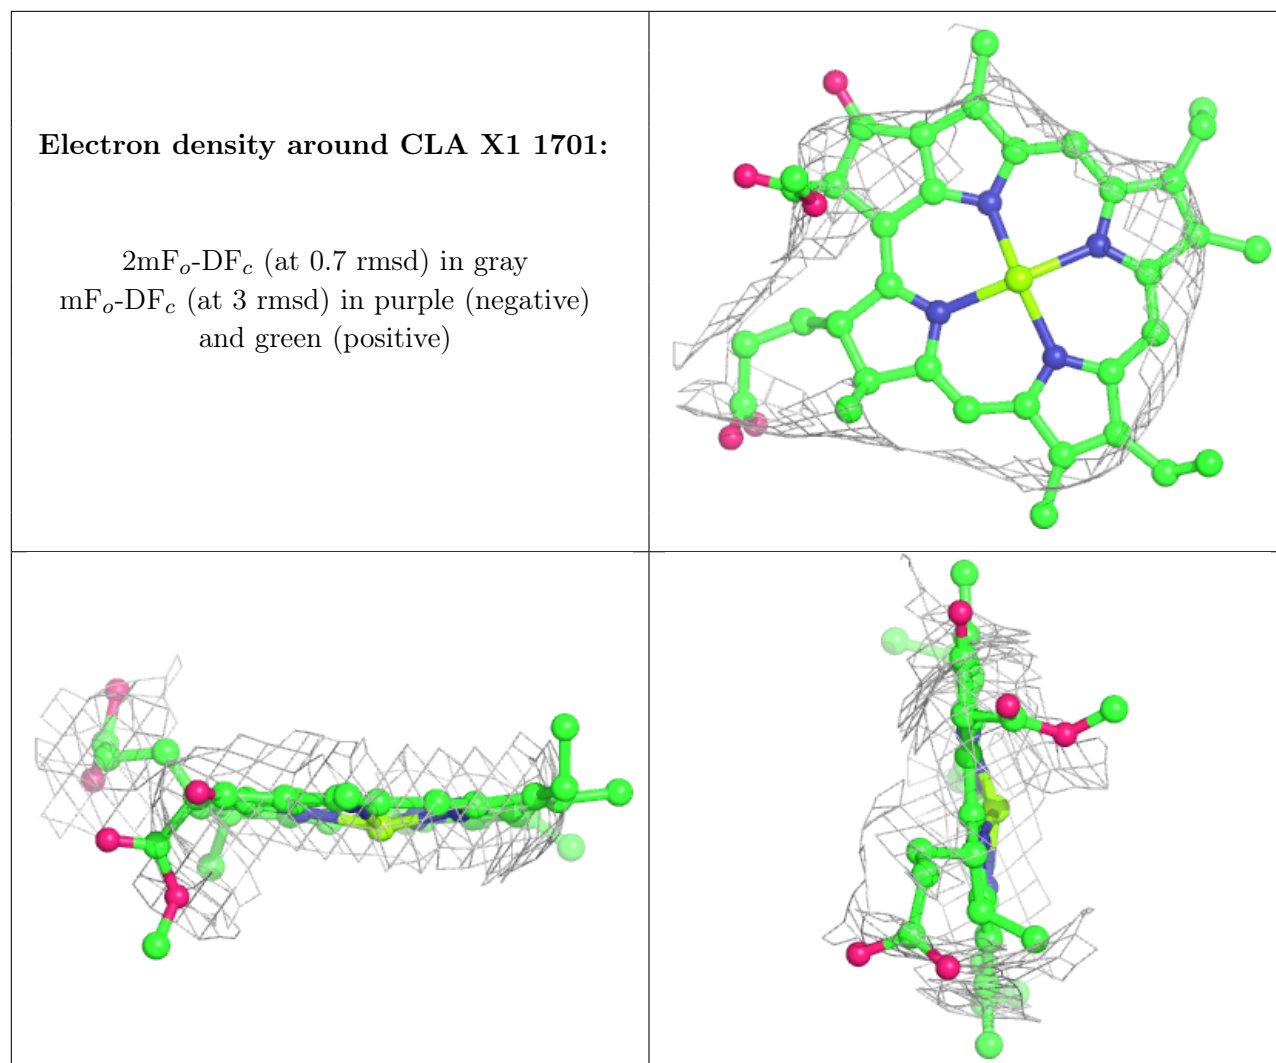 Electron density around CLA X1 1701:
2mFo-DFc (at 0.7 rmsd) in gray
mFo-DFc (at 3 rmsd) in purple (negative)
and green (positive)